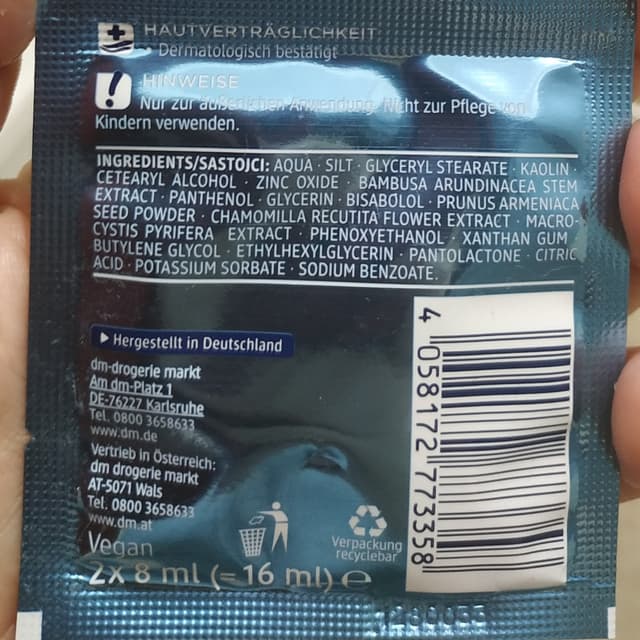 HAUTVERTRÄGLICHKEIT
• Dermatologisch bestätigt
HINWEISE
Nur zur äußerlichen Anwendung. Nicht zur Pflege von
Kindern verwenden.
INGREDIENTS/SASTOJCI: AQUA · SILT · GLYCERYL STEARATE · KAOLIN ·
CETEARYL ALCOHOL · ZINC OXIDE · BAMBUSA ARUNDINACEA STEM
EXTRACT · PANTHENOL · GLYCERIN · BISABOLOL · PRUNUS ARMENIACA
SEED POWDER · CHAMOMILLA RECUTITA FLOWER EXTRACT · MACRO-
CYSTIS PYRIFERA EXTRACT · PHENOXYETHANOL · XANTHAN GUM ·
BUTYLENE GLYCOL · ETHYLHEXYLGLYCERIN · PANTOLACTONE · CITRIC
ACID · POTASSIUM SORBATE · SODIUM BENZOATE.
Hergestellt in Deutschland
dm-drogerie markt
Am dm-Platz 1
DE-76227 Karlsruhe
Tel. 0800 3658633
www.dm.de
Vertrieb in Österreich:
dm drogerie markt
AT-5071 Wals
Tel. 0800 3658633
www.dm.at
Vegan
2x 8 ml (= 16 ml) ℮
Verpackung
recyclebar
4 058172 773358